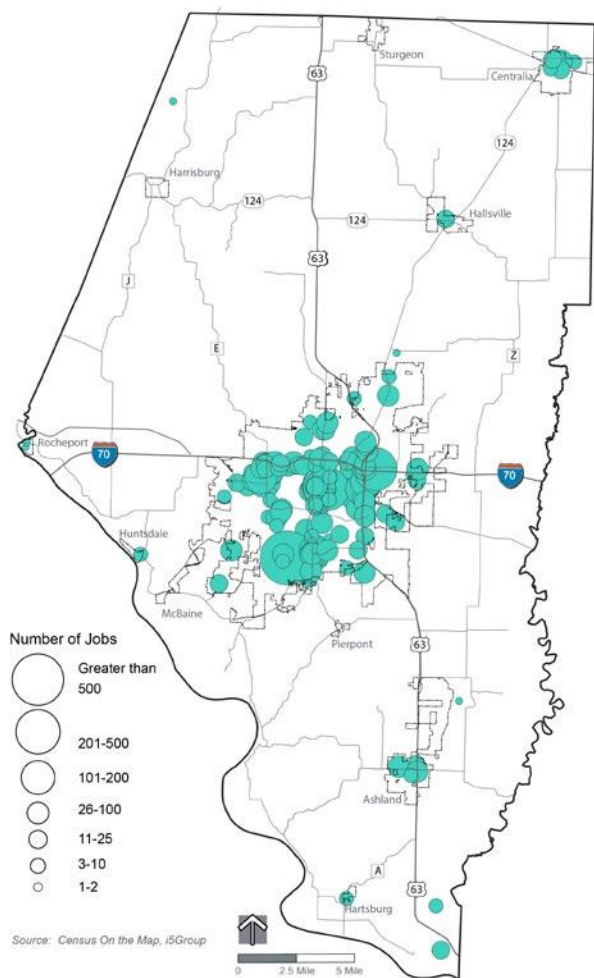 63
Sturgeon
Centralia
124
Harrisburg
124
124
Hallsville
63
J
E
Z
Rocheport
70
70
Huntsdale
McBaine
Pierpont
63
Number of Jobs
Greater than
500
201-500
101-200
26-100
11-25
3-10
1-2
Ashland
A
63
Hartsburg
Source: Census On the Map, i5Group
0 2.5 Mile 5 Mile